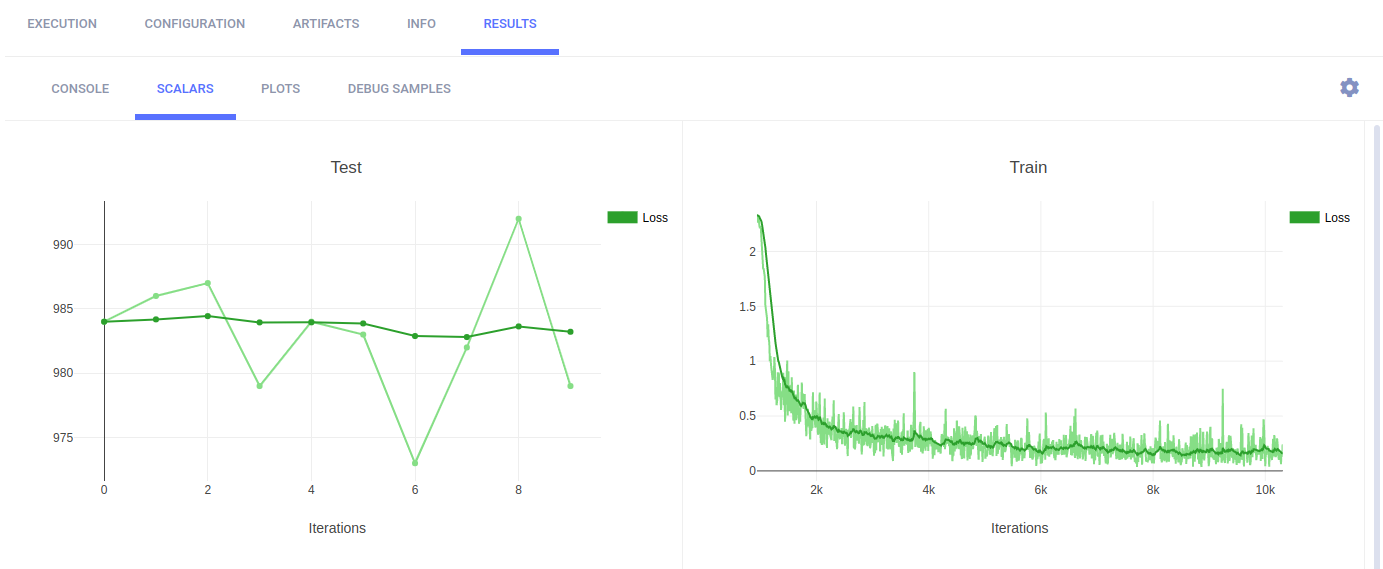 EXECUTION CONFIGURATION ARTIFACTS INFO RESULTS
CONSOLE SCALARS PLOTS DEBUG SAMPLES
Test
Loss
990
985
980
975
0 2 4 6 8
Iterations
Train
Loss
2
1.5
1
0.5
0
2k 4k 6k 8k 10k
Iterations